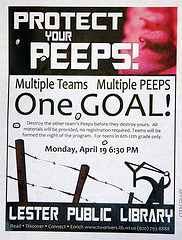 PROTECT
YOUR
PEEPS!
Multiple Teams Multiple PEEPS
One GOAL!
Destroy the other team's Peeps before they destroy yours. All
materials will be provided, no registration required. Teams will be
formed the night of the program. For teens in 6th-12th grade only.
Monday, April 19 6:30 PM
LESTER PUBLIC LIBRARY
Read • Discover • Connect • Enrich www.tworivers.lib.wi.us (920) 793-8888